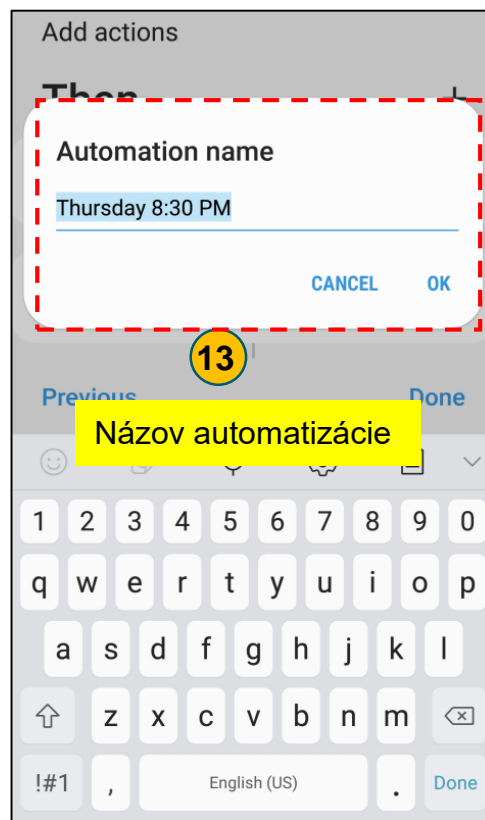 Add actions
Then +
Automation name
Thursday 8:30 PM
CANCEL OK
13
Previous Done
Názov automatizácie
1 2 3 4 5 6 7 8 9 0
q w e r t y u i o p
a s d f g h j k l
z x c v b n m
!#1 , English (US) . Done